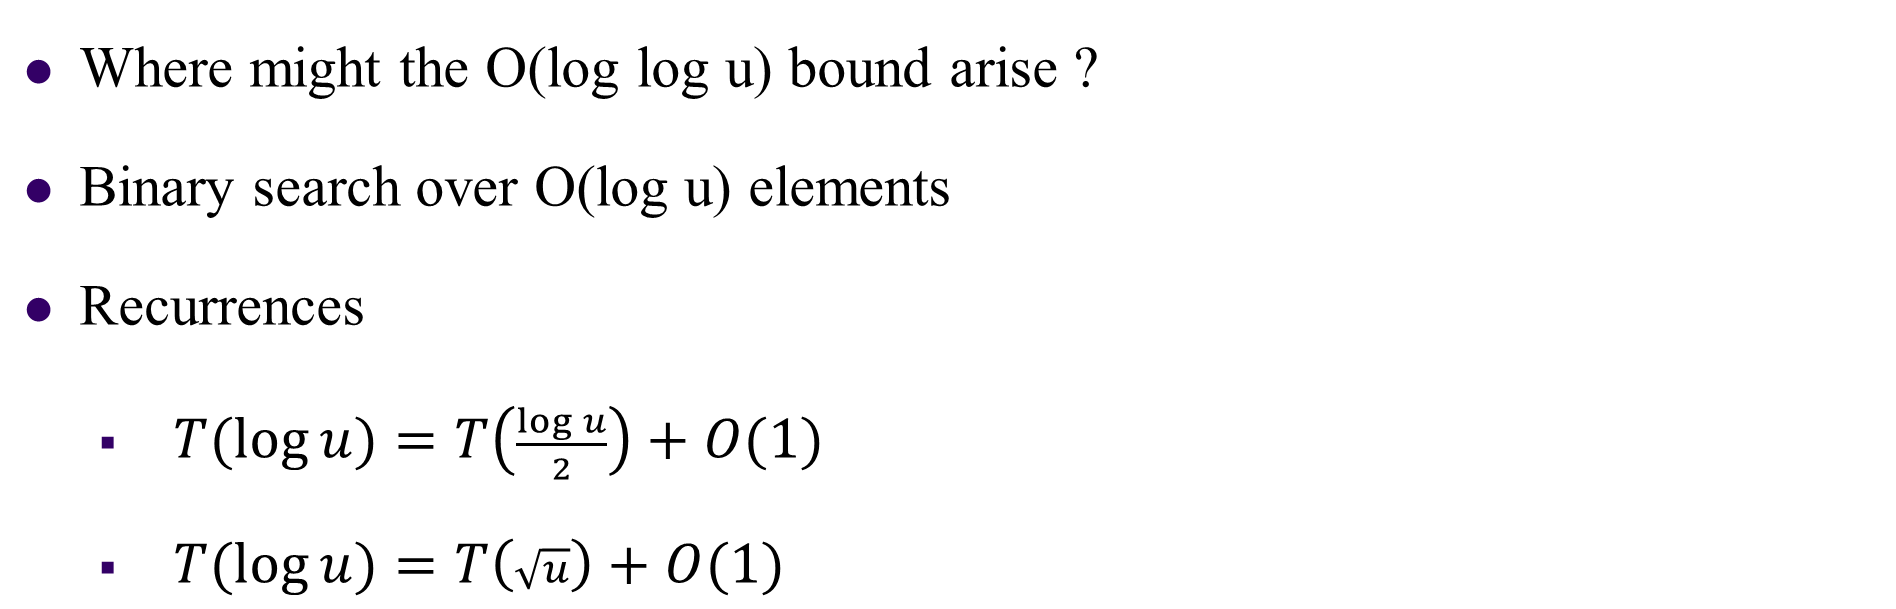 ● Where might the O(log log u) bound arise ?
● Binary search over O(log u) elements
● Recurrences
▪ T(log u) = T(log u / 2) + O(1)
▪ T(log u) = T(√u) + O(1)